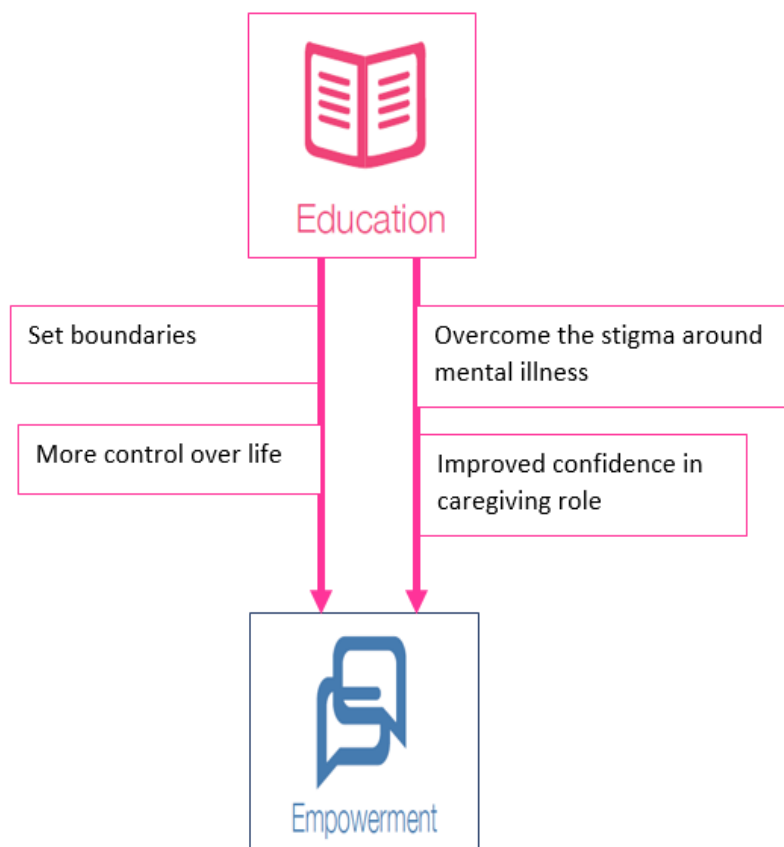 Education
Set boundaries
Overcome the stigma around
mental illness
More control over life
Improved confidence in
caregiving role
Empowerment